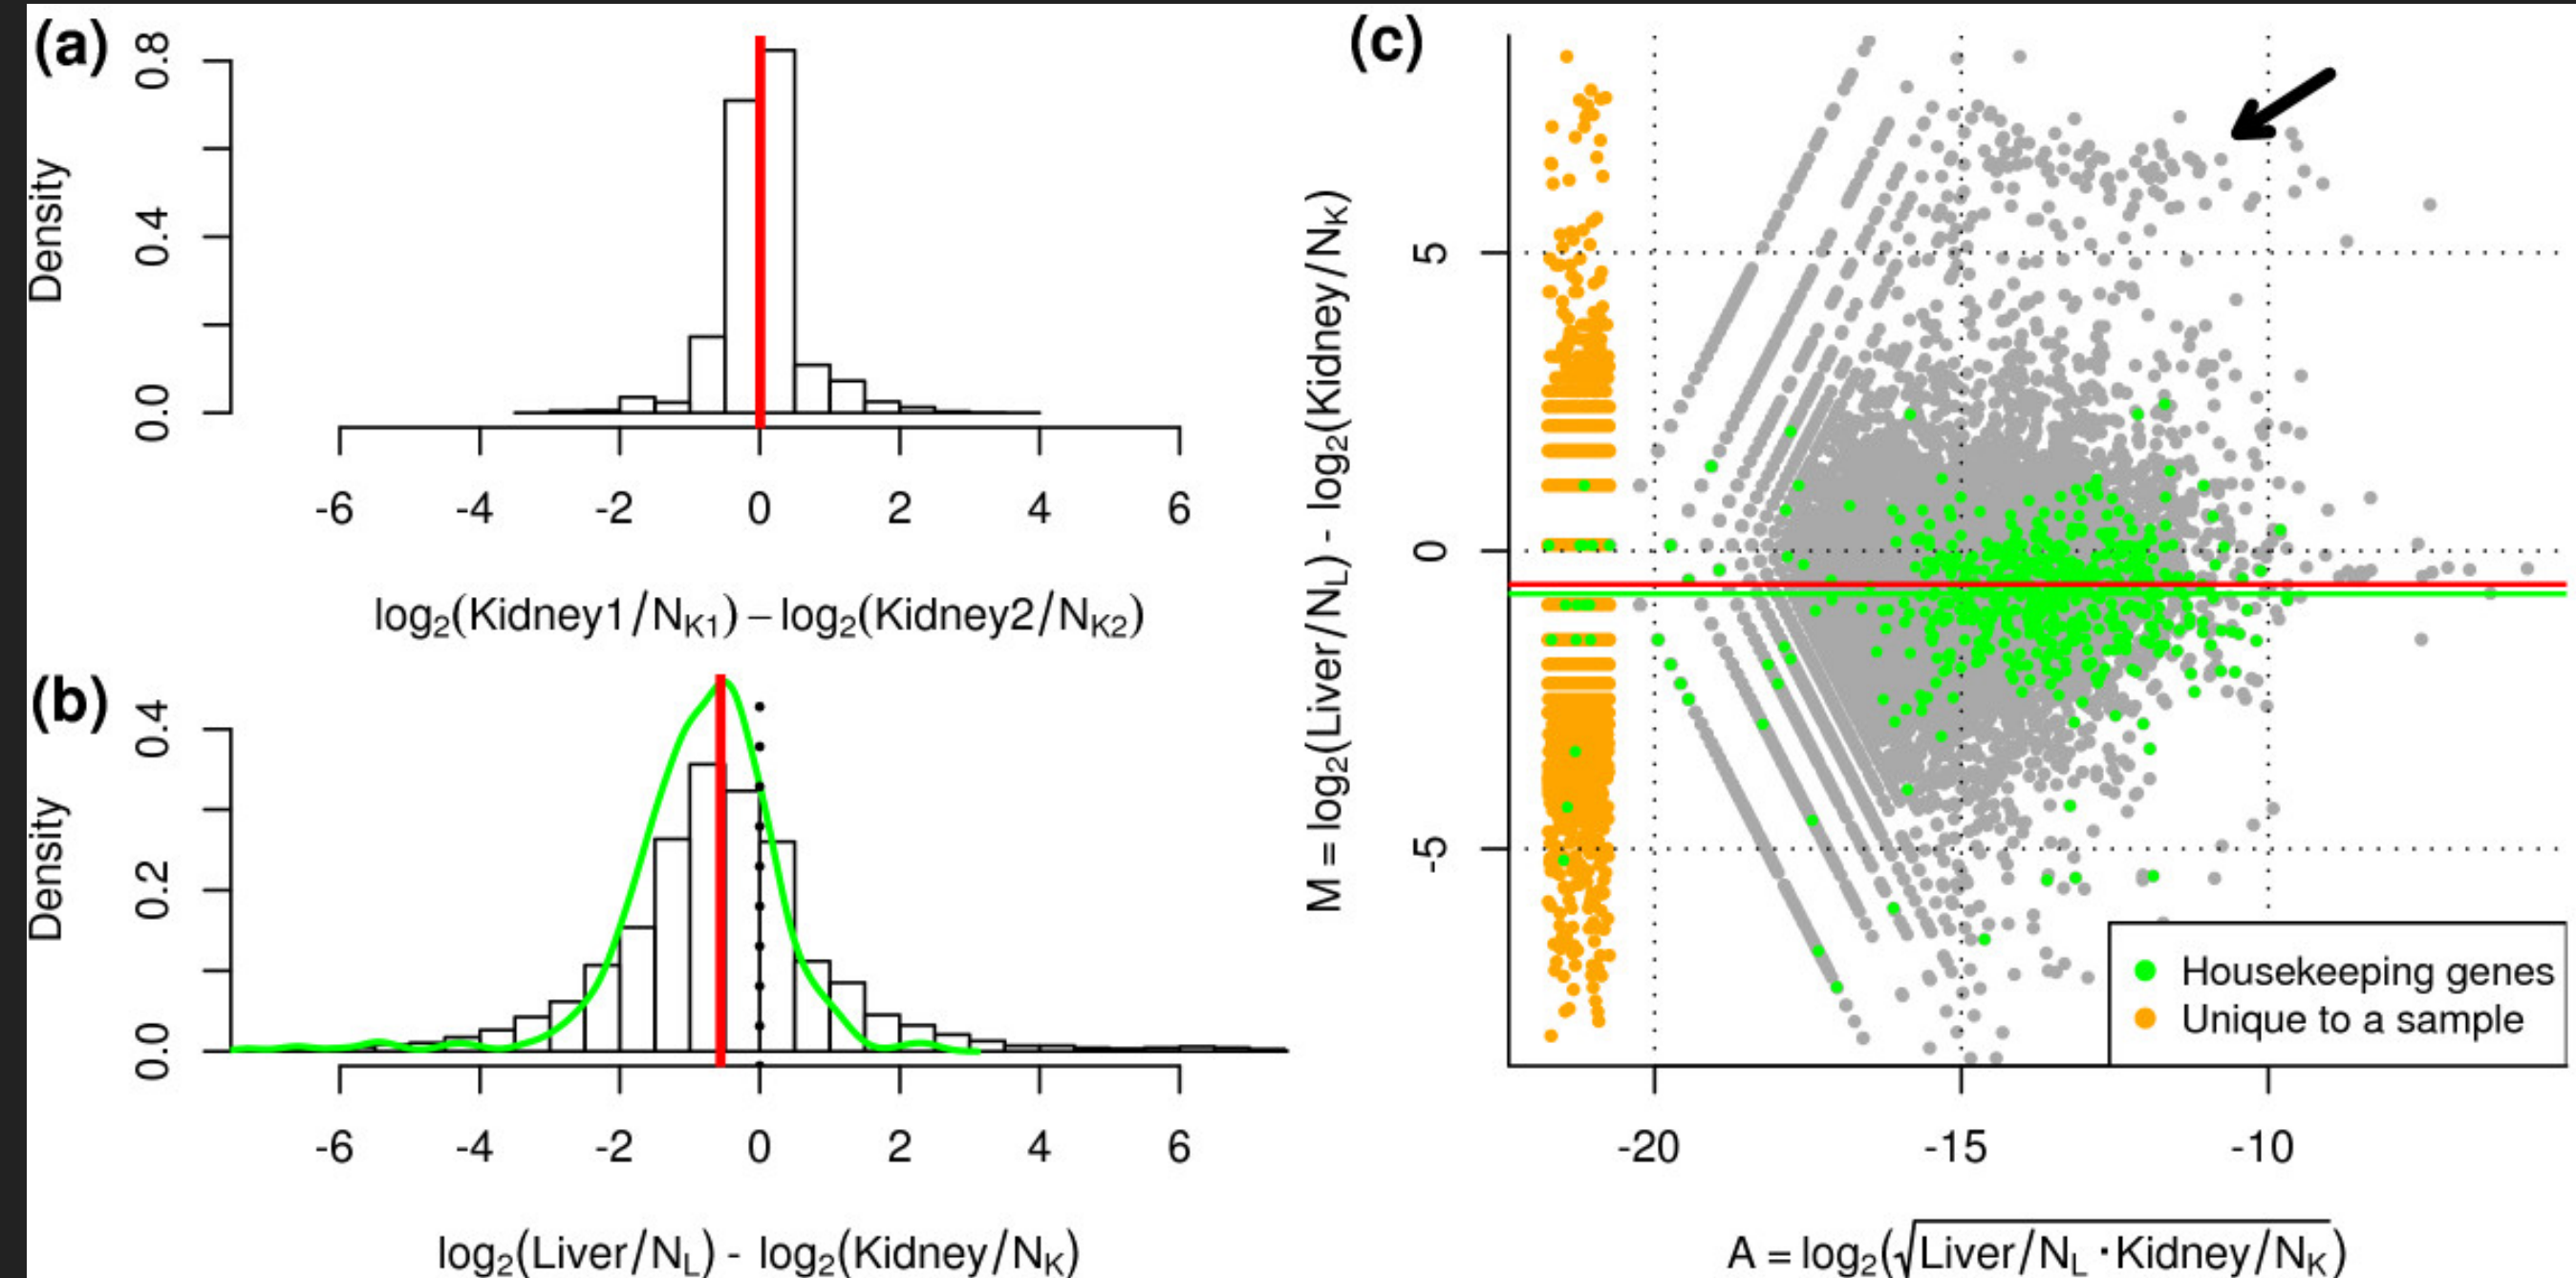 (a)
Density
0.8
0.4
0.0
-6 -4 -2 0 2 4 6
log₂(Kidney1/N_K1) – log₂(Kidney2/N_K2)
(b)
Density
0.4
0.2
0.0
-6 -4 -2 0 2 4 6
log₂(Liver/N_L) - log₂(Kidney/N_K)
(c)
M = log₂(Liver/N_L) - log₂(Kidney/N_K)
5
0
-5
Housekeeping genes
Unique to a sample
-20 -15 -10
A = log₂(√Liver/N_L · Kidney/N_K)